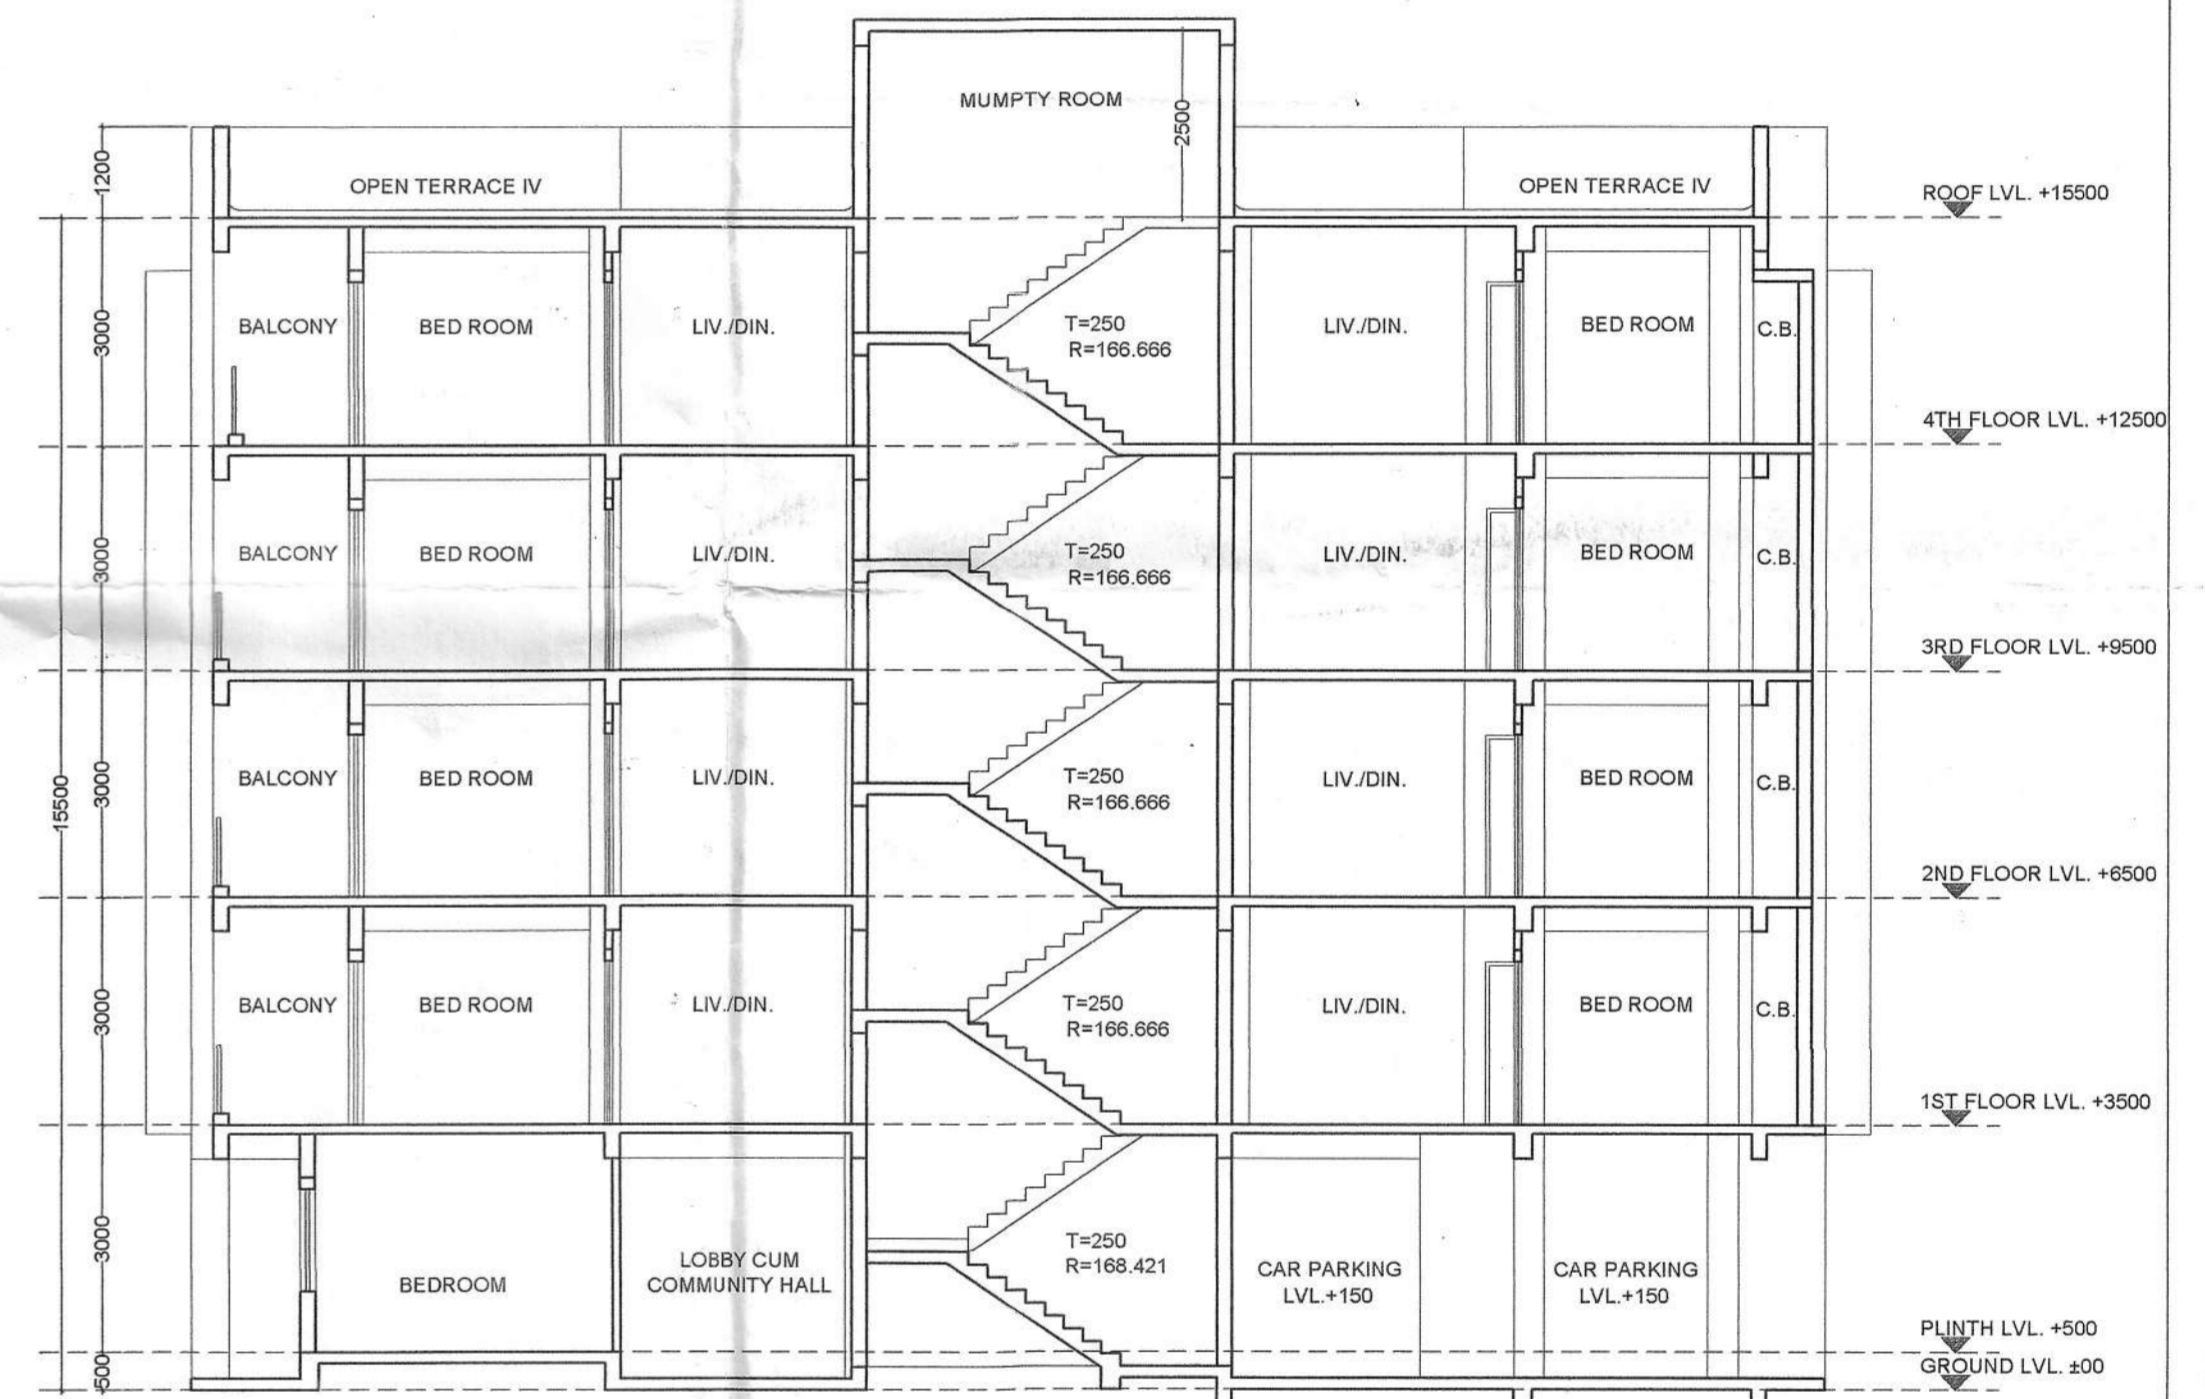 MUMPTY ROOM
2500
1200
OPEN TERRACE IV
OPEN TERRACE IV
ROOF LVL. +15500
3000
BALCONY
BED ROOM
LIV./DIN.
T=250
R=166.666
LIV./DIN.
BED ROOM
C.B.
4TH FLOOR LVL. +12500
3000
BALCONY
BED ROOM
LIV./DIN.
T=250
R=166.666
LIV./DIN.
BED ROOM
C.B.
3RD FLOOR LVL. +9500
15500
3000
BALCONY
BED ROOM
LIV./DIN.
T=250
R=166.666
LIV./DIN.
BED ROOM
C.B.
2ND FLOOR LVL. +6500
3000
BALCONY
BED ROOM
LIV./DIN.
T=250
R=166.666
LIV./DIN.
BED ROOM
C.B.
1ST FLOOR LVL. +3500
3000
BEDROOM
LOBBY CUM
COMMUNITY HALL
T=250
R=168.421
CAR PARKING
LVL.+150
CAR PARKING
LVL.+150
PLINTH LVL. +500
500
GROUND LVL. ±00